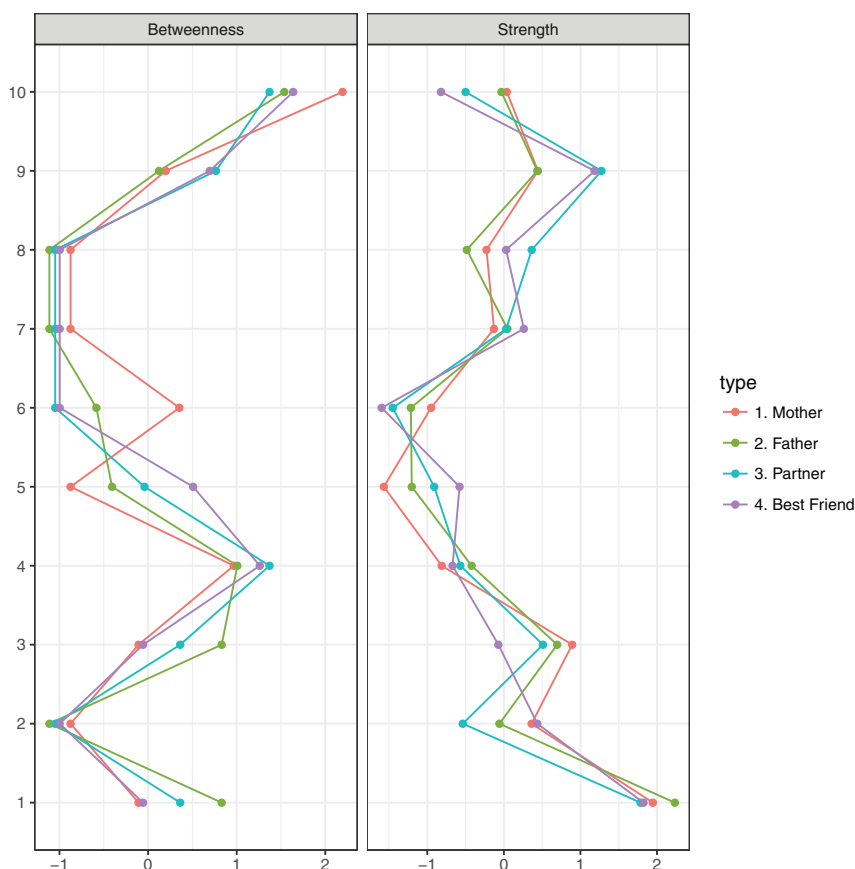 Betweenness Strength
10
9
8
7
6
5
4
3
2
1
−1 0 1 2 −1 0 1 2
type
1. Mother
2. Father
3. Partner
4. Best Friend